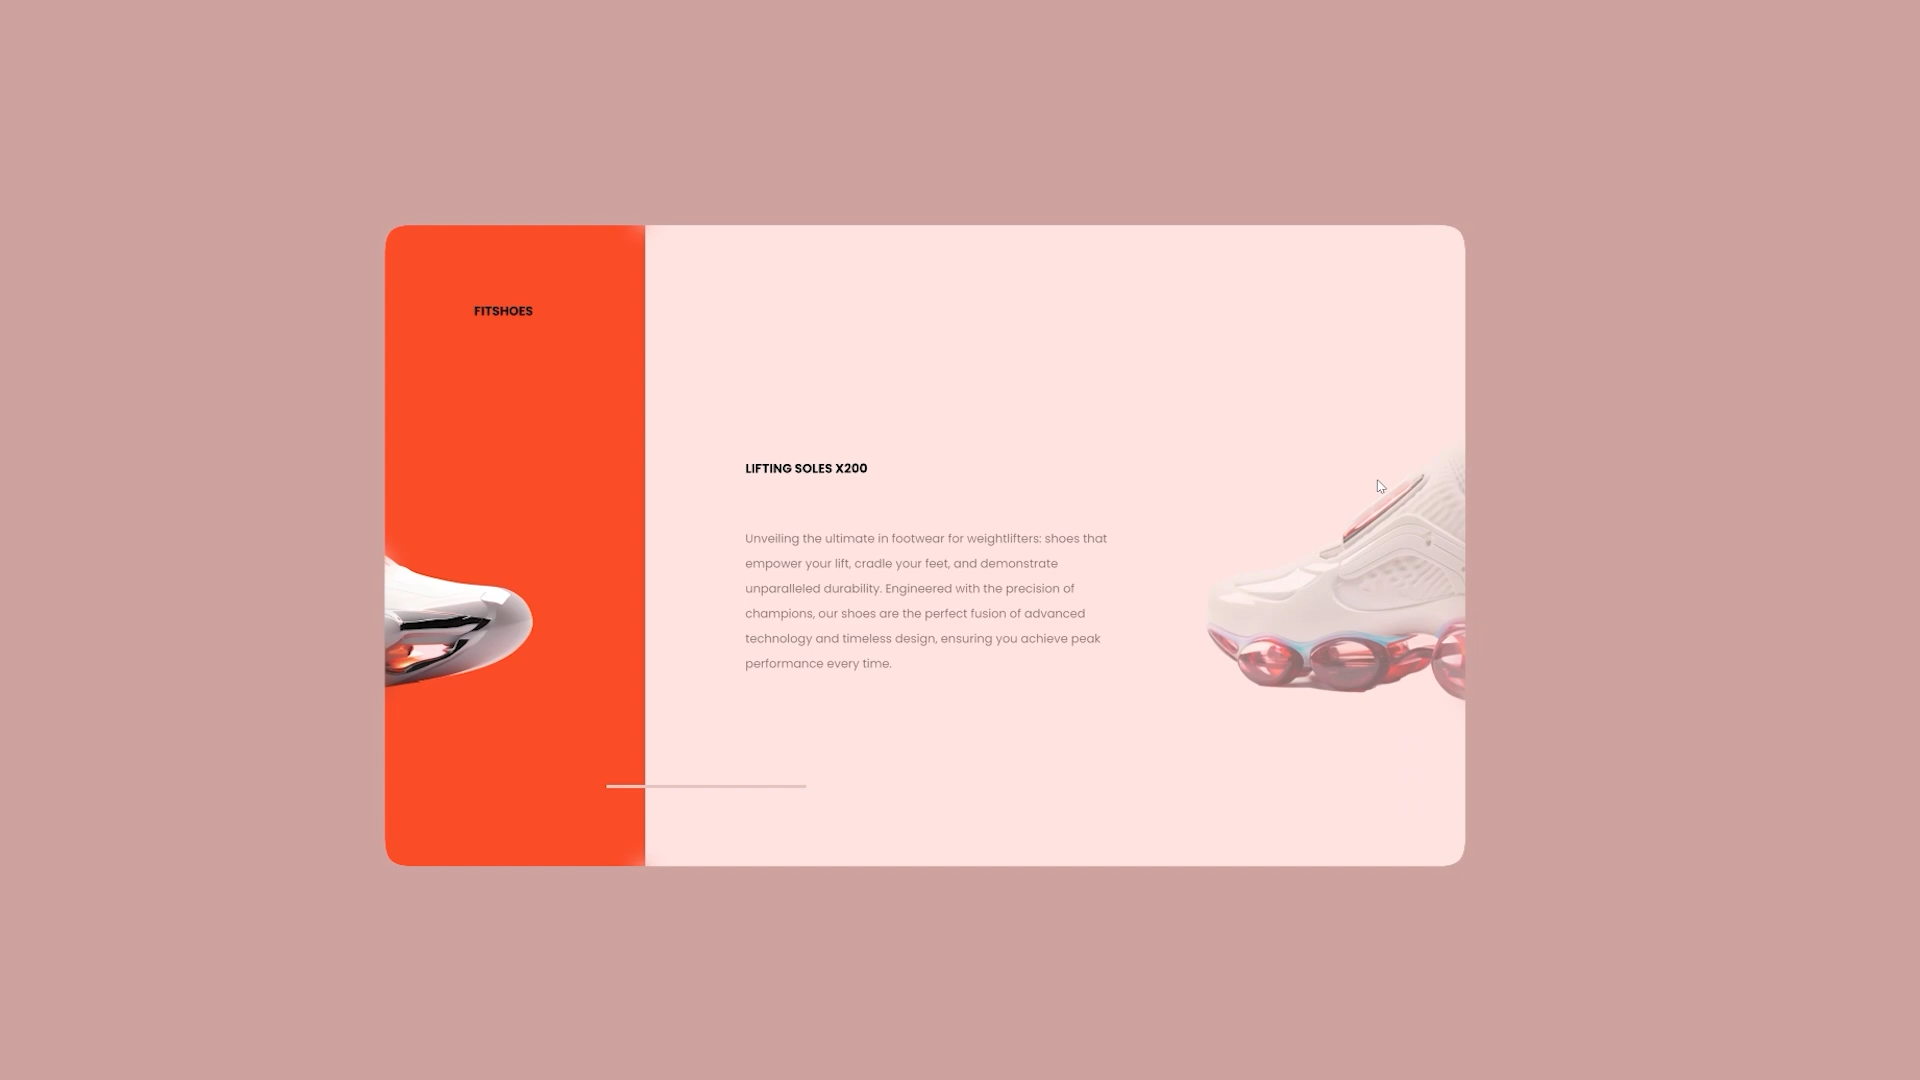 FITSHOES
LIFTING SOLES X200
Unveiling the ultimate in footwear for weightlifters: shoes that
empower your lift, cradle your feet, and demonstrate
unparalleled durability. Engineered with the precision of
champions, our shoes are the perfect fusion of advanced
technology and timeless design, ensuring you achieve peak
performance every time.